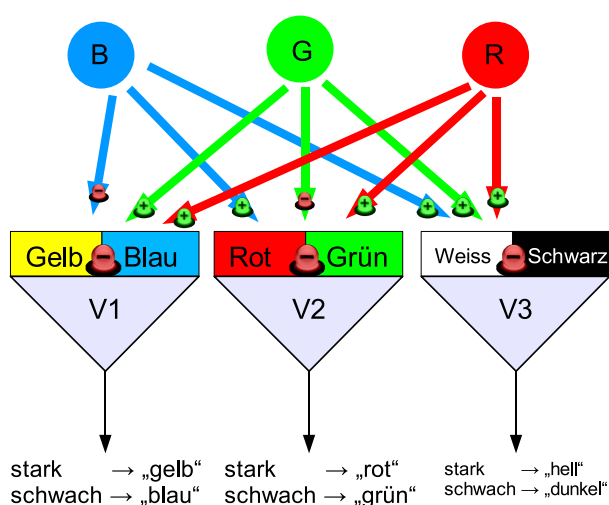 B G R
− + + + − + + + +
Gelb − Blau Rot − Grün Weiss − Schwarz
V1 V2 V3
stark → „gelb“ stark → „rot“ stark → „hell“
schwach → „blau“ schwach → „grün“ schwach → „dunkel“